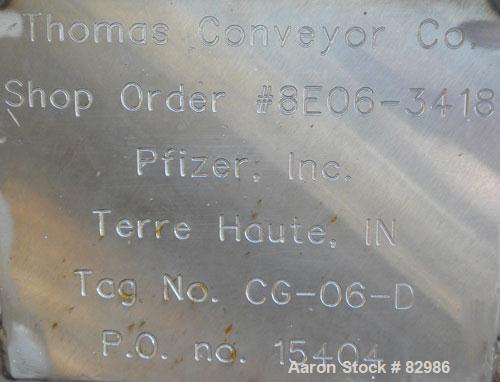 Thomas Conveyor Co.
Shop Order #8E06-3418
Pfizer, Inc.
Terre Haute, IN
Tag No. CG-06-D
P.O. no. 15404
Aaron Stock # 82986